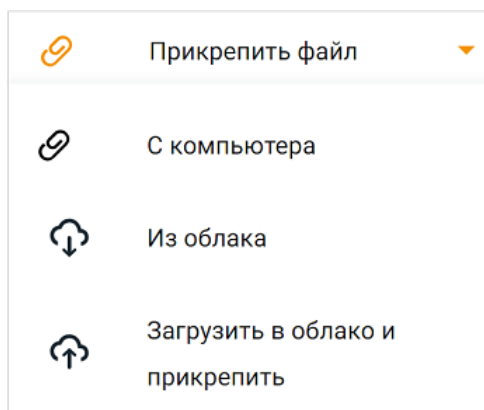 Прикрепить файл
С компьютера
Из облака
Загрузить в облако и
прикрепить